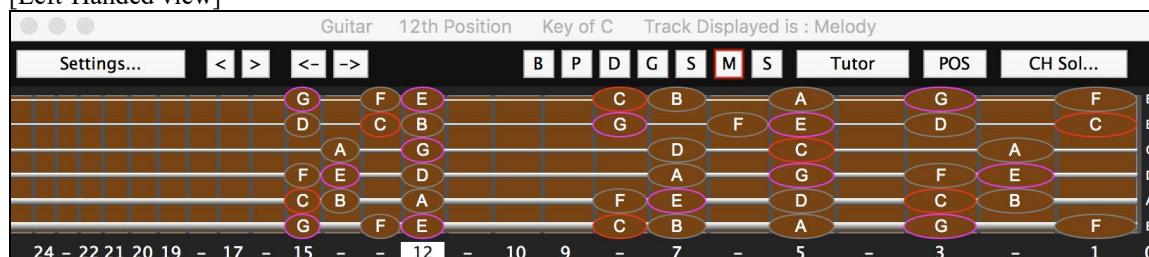 [Left-Handed view]
Guitar 12th Position Key of C Track Displayed is : Melody
Settings... < > <- -> B P D G S M S Tutor POS CH Sol...
G F E C B A G F
D C B G F E D C
A G D C A
F E D A G F E
C B A F E D C B
G F E C B A G F
24 - 22 21 20 19 - 17 - 15 - - 12 - 10 9 - 7 - 5 - 3 - 1